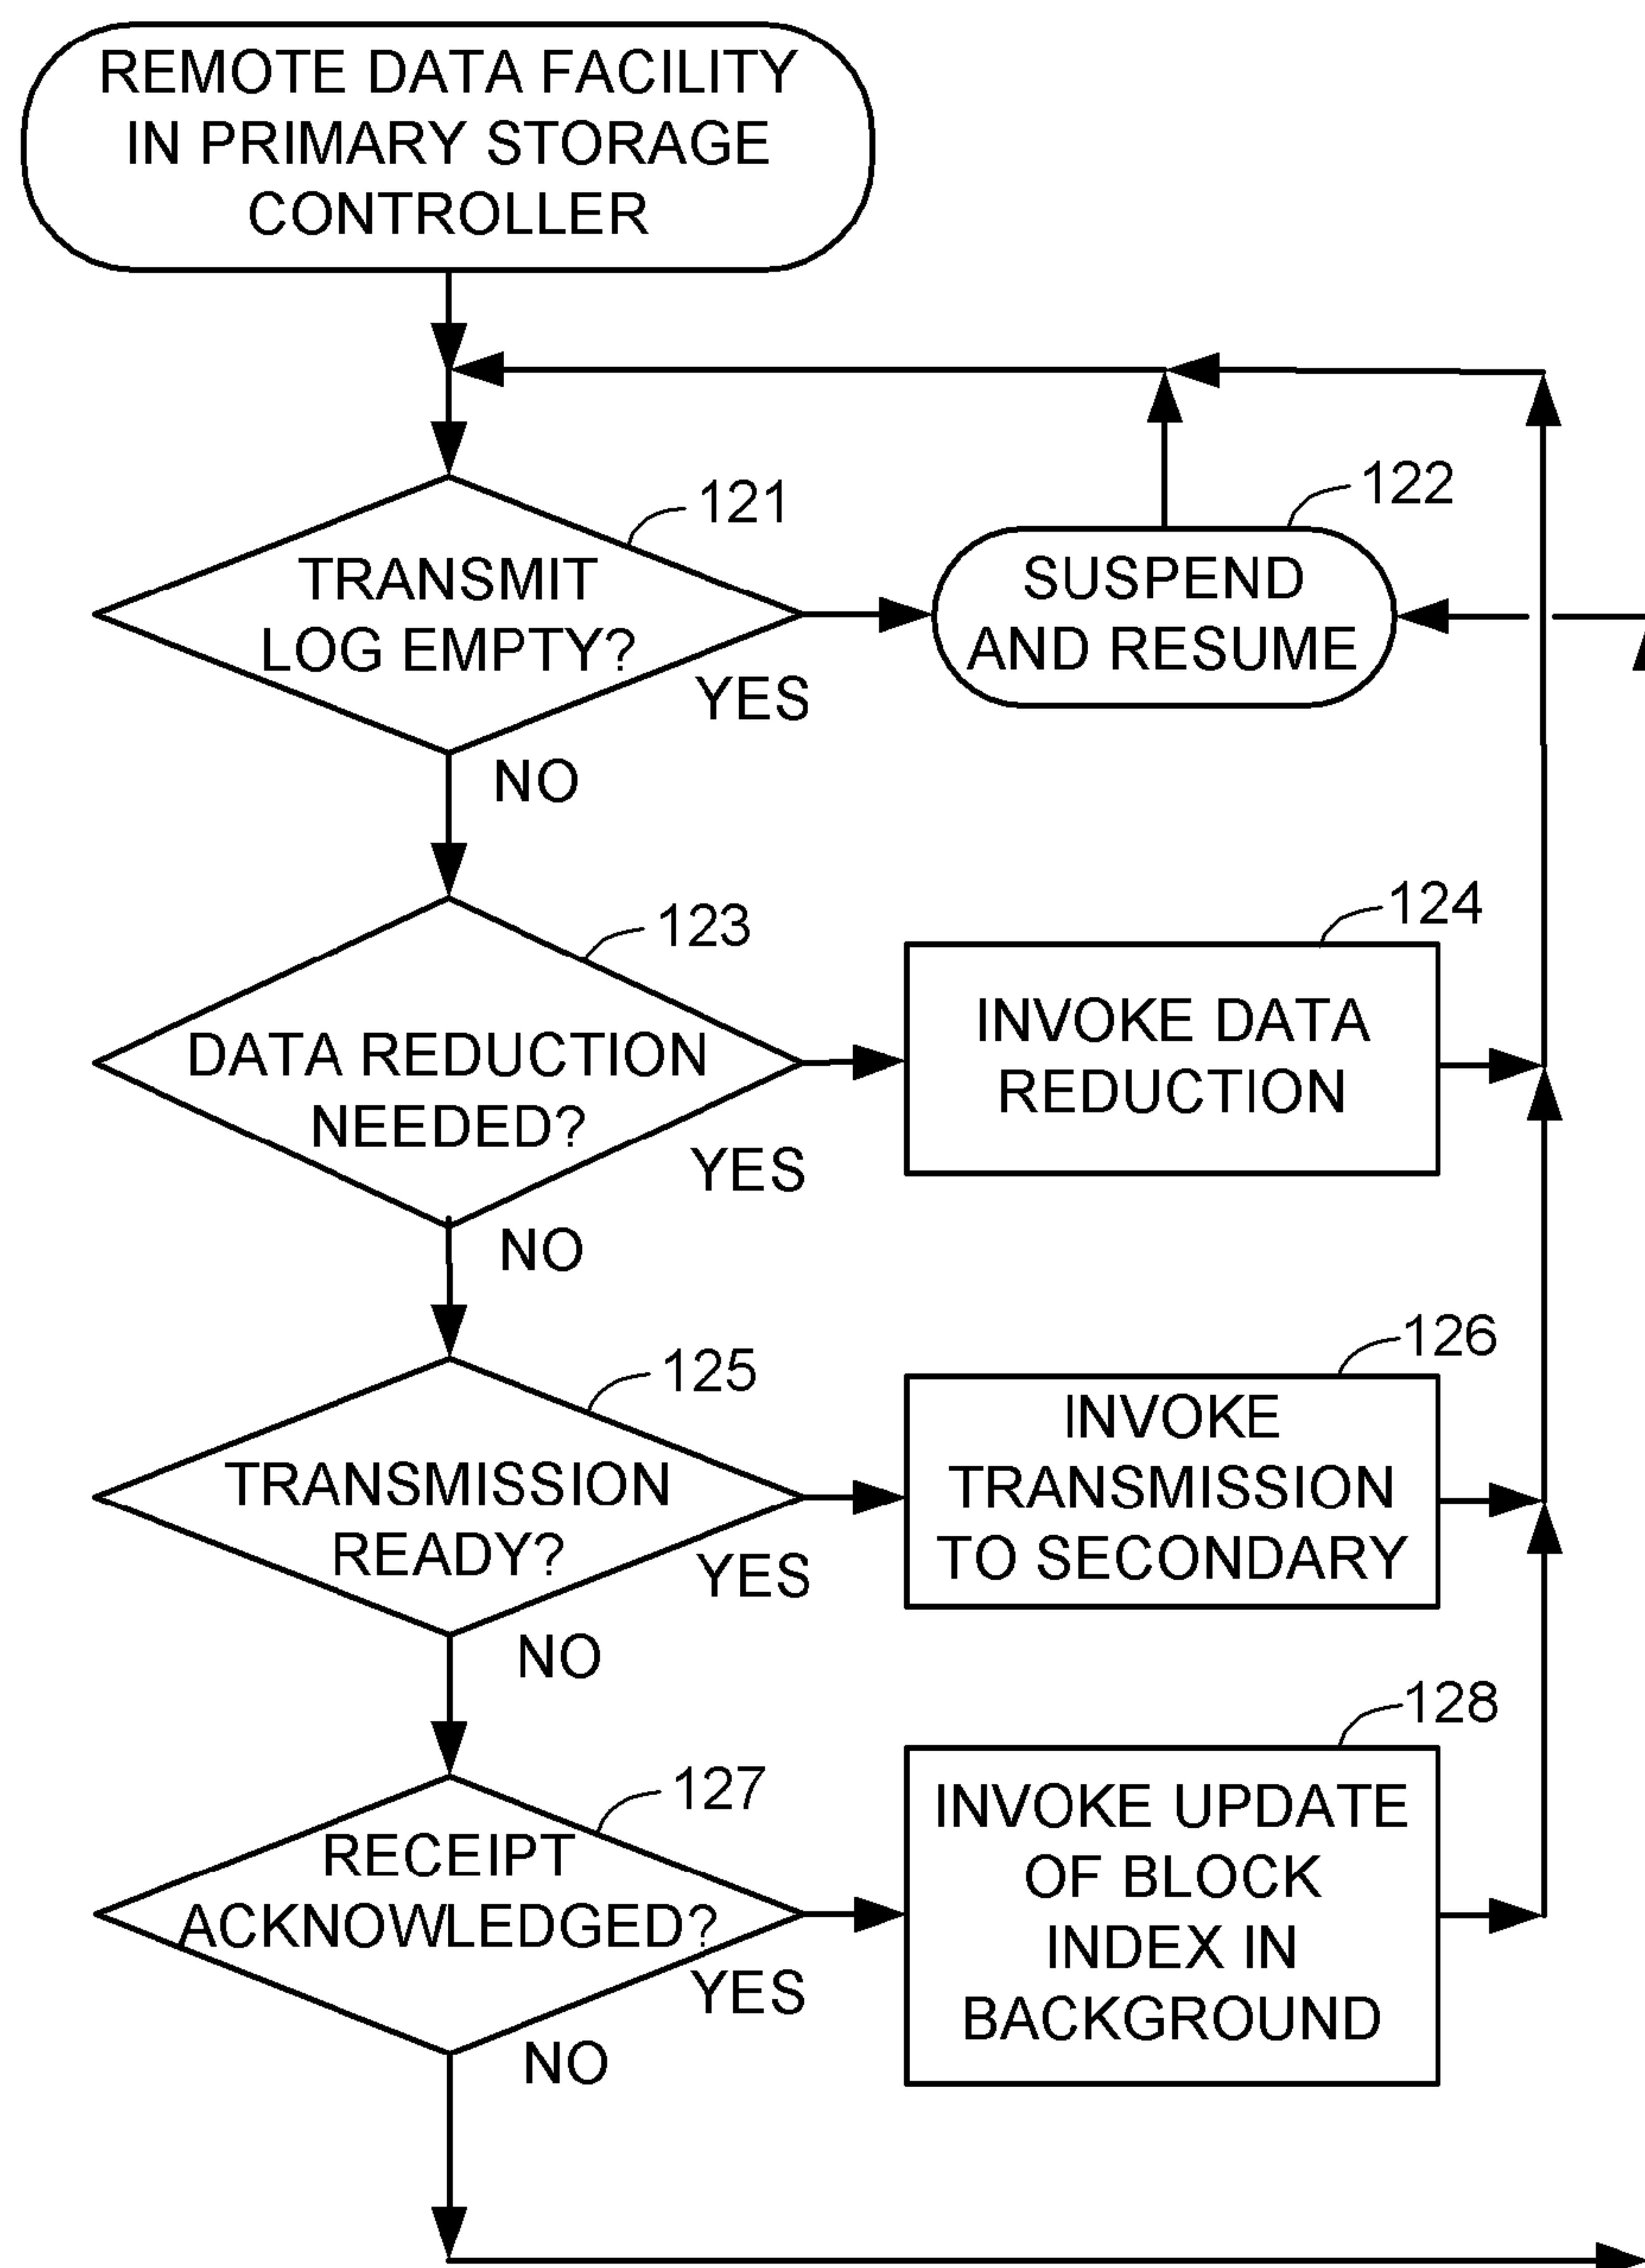 REMOTE DATA FACILITY
IN PRIMARY STORAGE
CONTROLLER
121
TRANSMIT
LOG EMPTY?
YES
NO
122
SUSPEND
AND RESUME
123
DATA REDUCTION
NEEDED?
YES
NO
124
INVOKE DATA
REDUCTION
125
TRANSMISSION
READY?
YES
NO
126
INVOKE
TRANSMISSION
TO SECONDARY
127
RECEIPT
ACKNOWLEDGED?
YES
NO
128
INVOKE UPDATE
OF BLOCK
INDEX IN
BACKGROUND